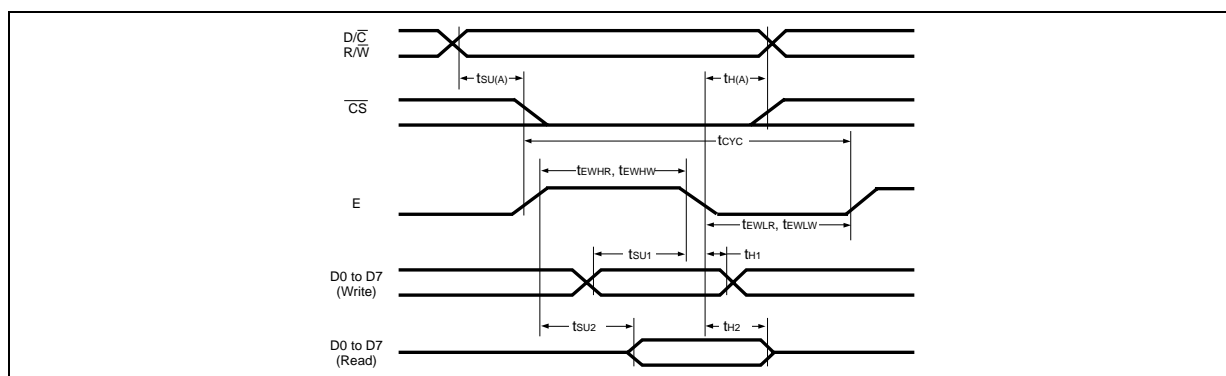 D/C̅
R/W̅
tSU(A)
tH(A)
C̅S̅
tCYC
tEWHR, tEWHW
E
tEWLR, tEWLW
tSU1
tH1
D0 to D7
(Write)
tSU2
tH2
D0 to D7
(Read)